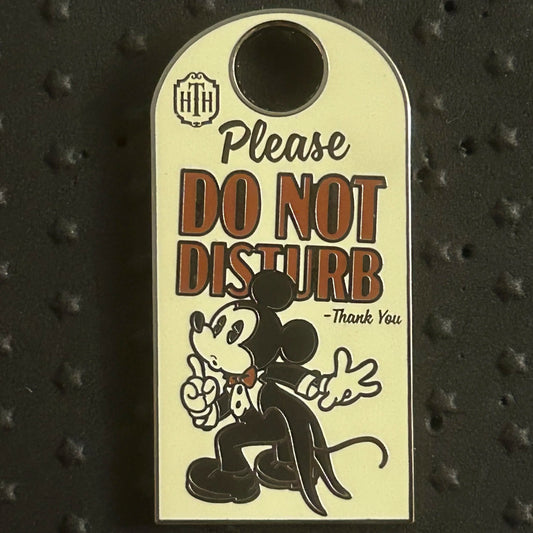 HTH
Please
DO NOT
DISTURB
-Thank You